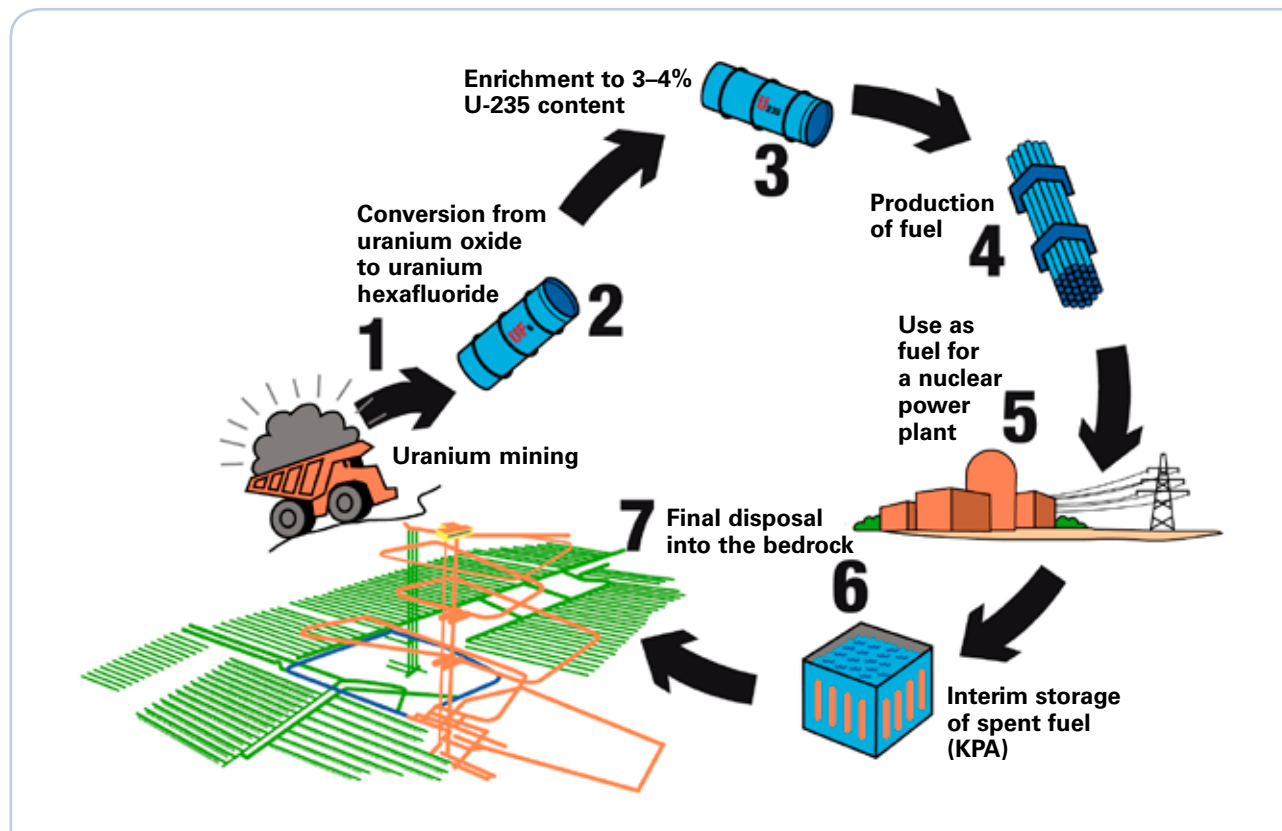 1
Uranium mining
Conversion from
uranium oxide
to uranium
hexafluoride
2
UF6
Enrichment to 3–4%
U-235 content
3
U235
Production
of fuel
4
Use as
fuel for
a nuclear
power
plant
5
6
Interim storage
of spent fuel
(KPA)
7
Final disposal
into the bedrock